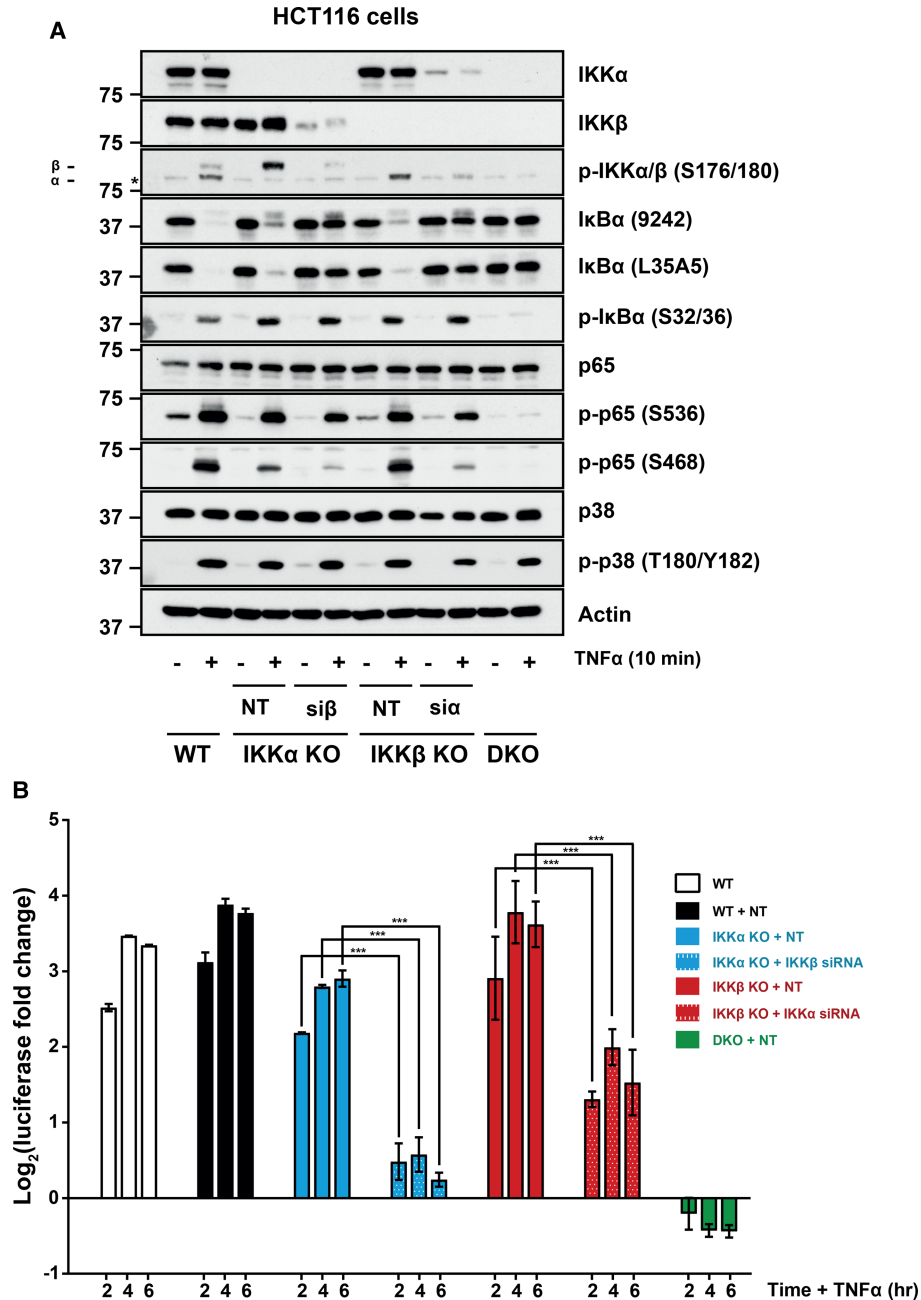 HCT116 cells
A
IKKα
75
IKKβ
75
β -
α -
*
75
p-IKKα/β (S176/180)
37
IκBα (9242)
37
IκBα (L35A5)
37
p-IκBα (S32/36)
75
p65
75
p-p65 (S536)
75
p-p65 (S468)
37
p38
37
p-p38 (T180/Y182)
37
Actin
- + - + - + - + - + - + TNFα (10 min)
NT siβ NT siα
WT IKKα KO IKKβ KO DKO
B
Log2(luciferase fold change)
5
4
3
2
1
0
-1
*** *** ***
*** *** ***
WT
WT + NT
IKKα KO + NT
IKKα KO + IKKβ siRNA
IKKβ KO + NT
IKKβ KO + IKKα siRNA
DKO + NT
2 4 6 2 4 6 2 4 6 2 4 6 2 4 6 2 4 6 2 4 6 Time + TNFα (hr)